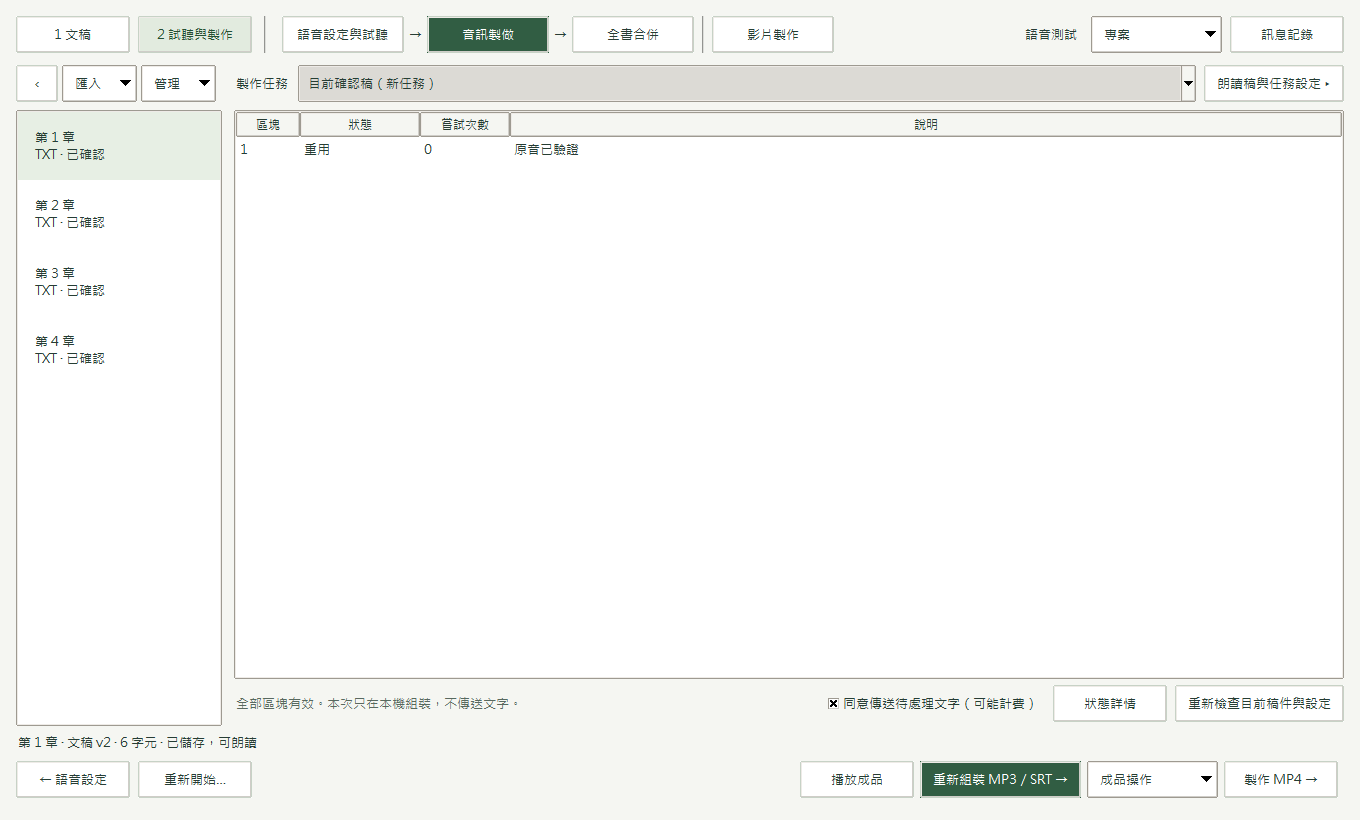 1 文稿
2 試聽與製作
語音設定與試聽
→
音訊製做
→
全書合併
影片製作
語音測試
專案
訊息記錄
‹
匯入
管理
製作任務
目前確認稿（新任務）
朗讀稿與任務設定 ▸
第 1 章
TXT · 已確認
第 2 章
TXT · 已確認
第 3 章
TXT · 已確認
第 4 章
TXT · 已確認
區塊 狀態 嘗試次數 說明
1 重用 0 原音已驗證
全部區塊有效。本次只在本機組裝，不傳送文字。
同意傳送待處理文字（可能計費）
狀態詳情
重新檢查目前稿件與設定
第 1 章 · 文稿 v2 · 6 字元 · 已儲存，可朗讀
← 語音設定
重新開始...
播放成品
重新組裝 MP3 / SRT →
成品操作
製作 MP4 →